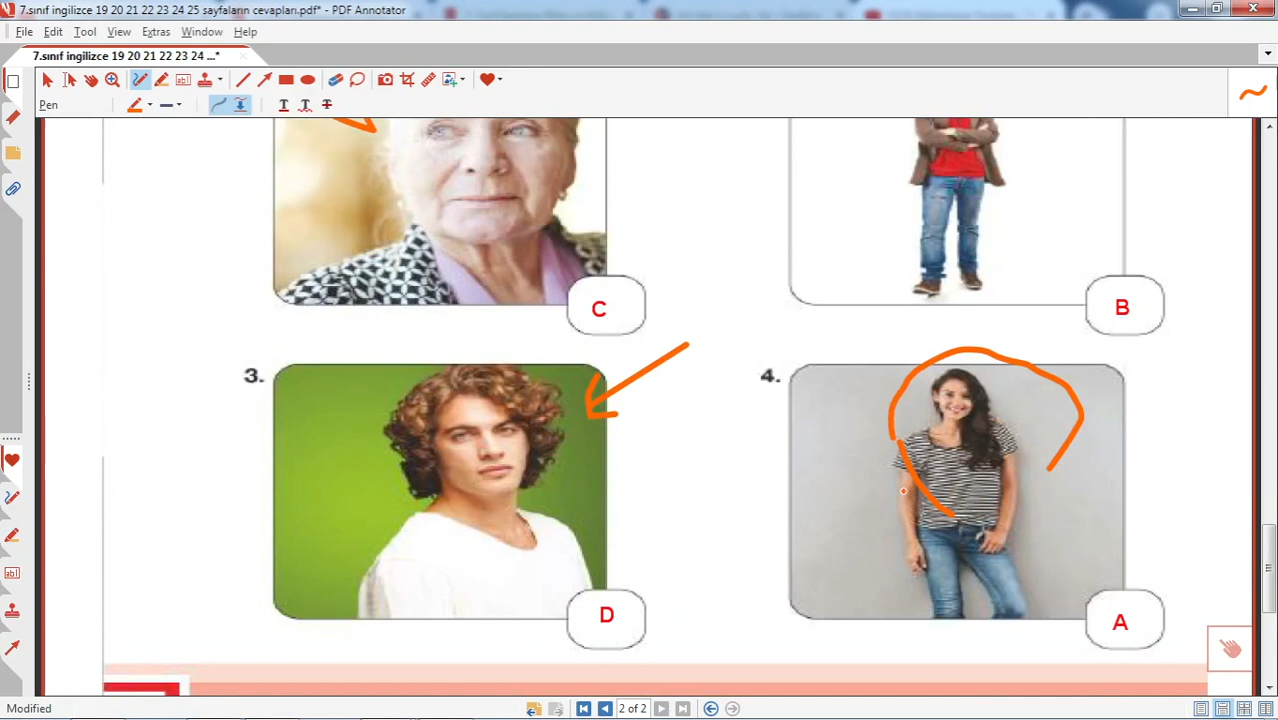 7.sınıf ingilizce 19 20 21 22 23 24 25 sayfaların cevapları.pdf* - PDF Annotator
File Edit Tool View Extras Window Help
7.sınıf ingilizce 19 20 21 22 23 24 ...*
Pen
C
B
3.
4.
D
A
Modified
2 of 2